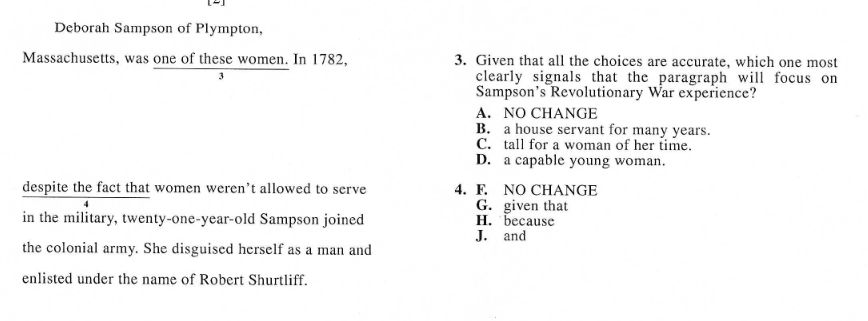 [2]
Deborah Sampson of Plympton,
Massachusetts, was one of these women. In 1782,
3
despite the fact that women weren't allowed to serve
4
in the military, twenty-one-year-old Sampson joined
the colonial army. She disguised herself as a man and
enlisted under the name of Robert Shurtliff.
3. Given that all the choices are accurate, which one most
clearly signals that the paragraph will focus on
Sampson's Revolutionary War experience?
A. NO CHANGE
B. a house servant for many years.
C. tall for a woman of her time.
D. a capable young woman.
4. F. NO CHANGE
G. given that
H. because
J. and